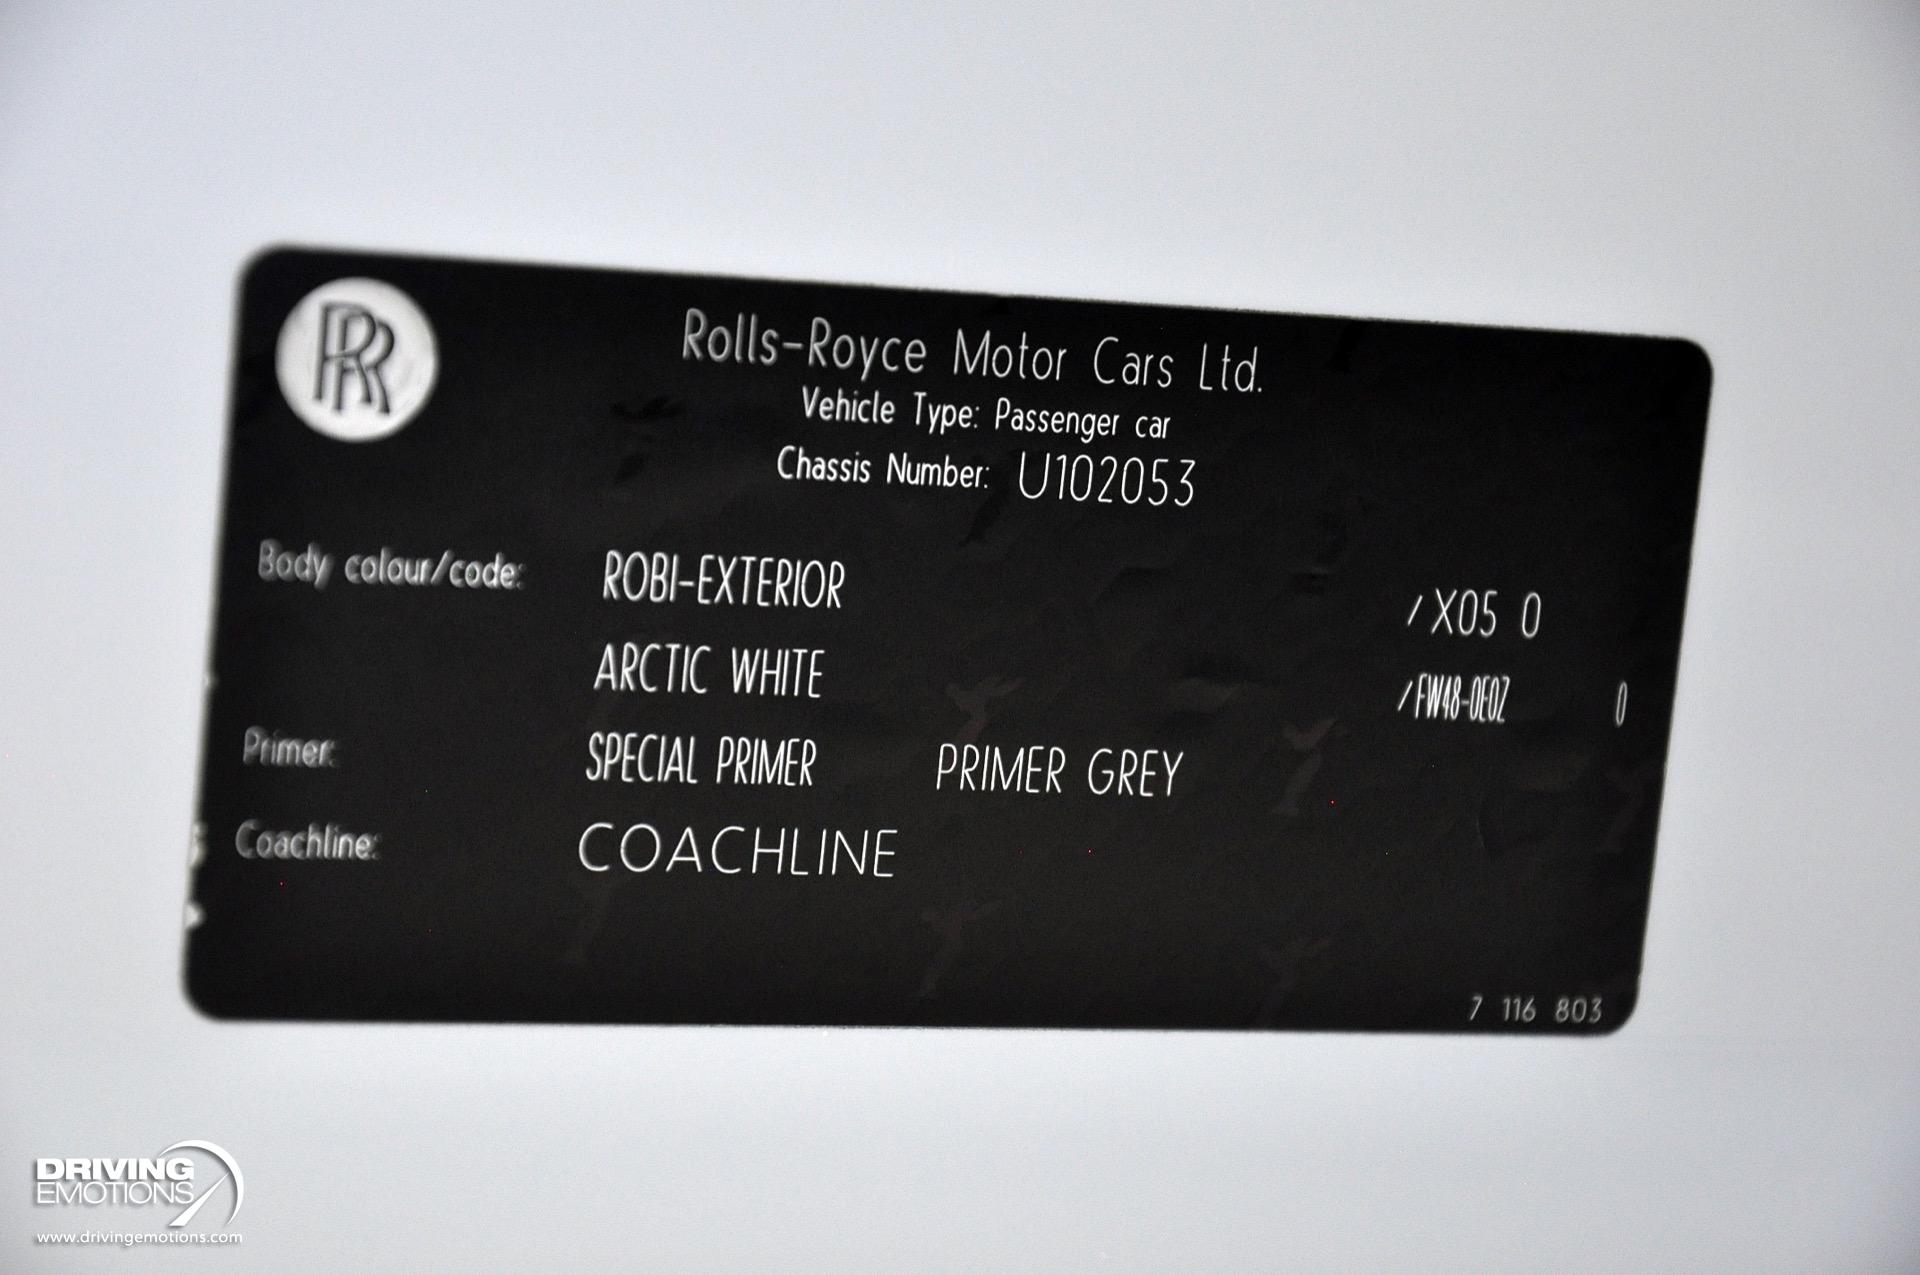 RR
Rolls-Royce Motor Cars Ltd.
Vehicle Type: Passenger car
Chassis Number: U102053
Body colour/code: ROBI-EXTERIOR /X05 0
ARCTIC WHITE /FW48-0E0Z 0
Primer: SPECIAL PRIMER PRIMER GREY
Coachline: COACHLINE
7 116 803
DRIVING
EMOTIONS
www.drivingemotions.com